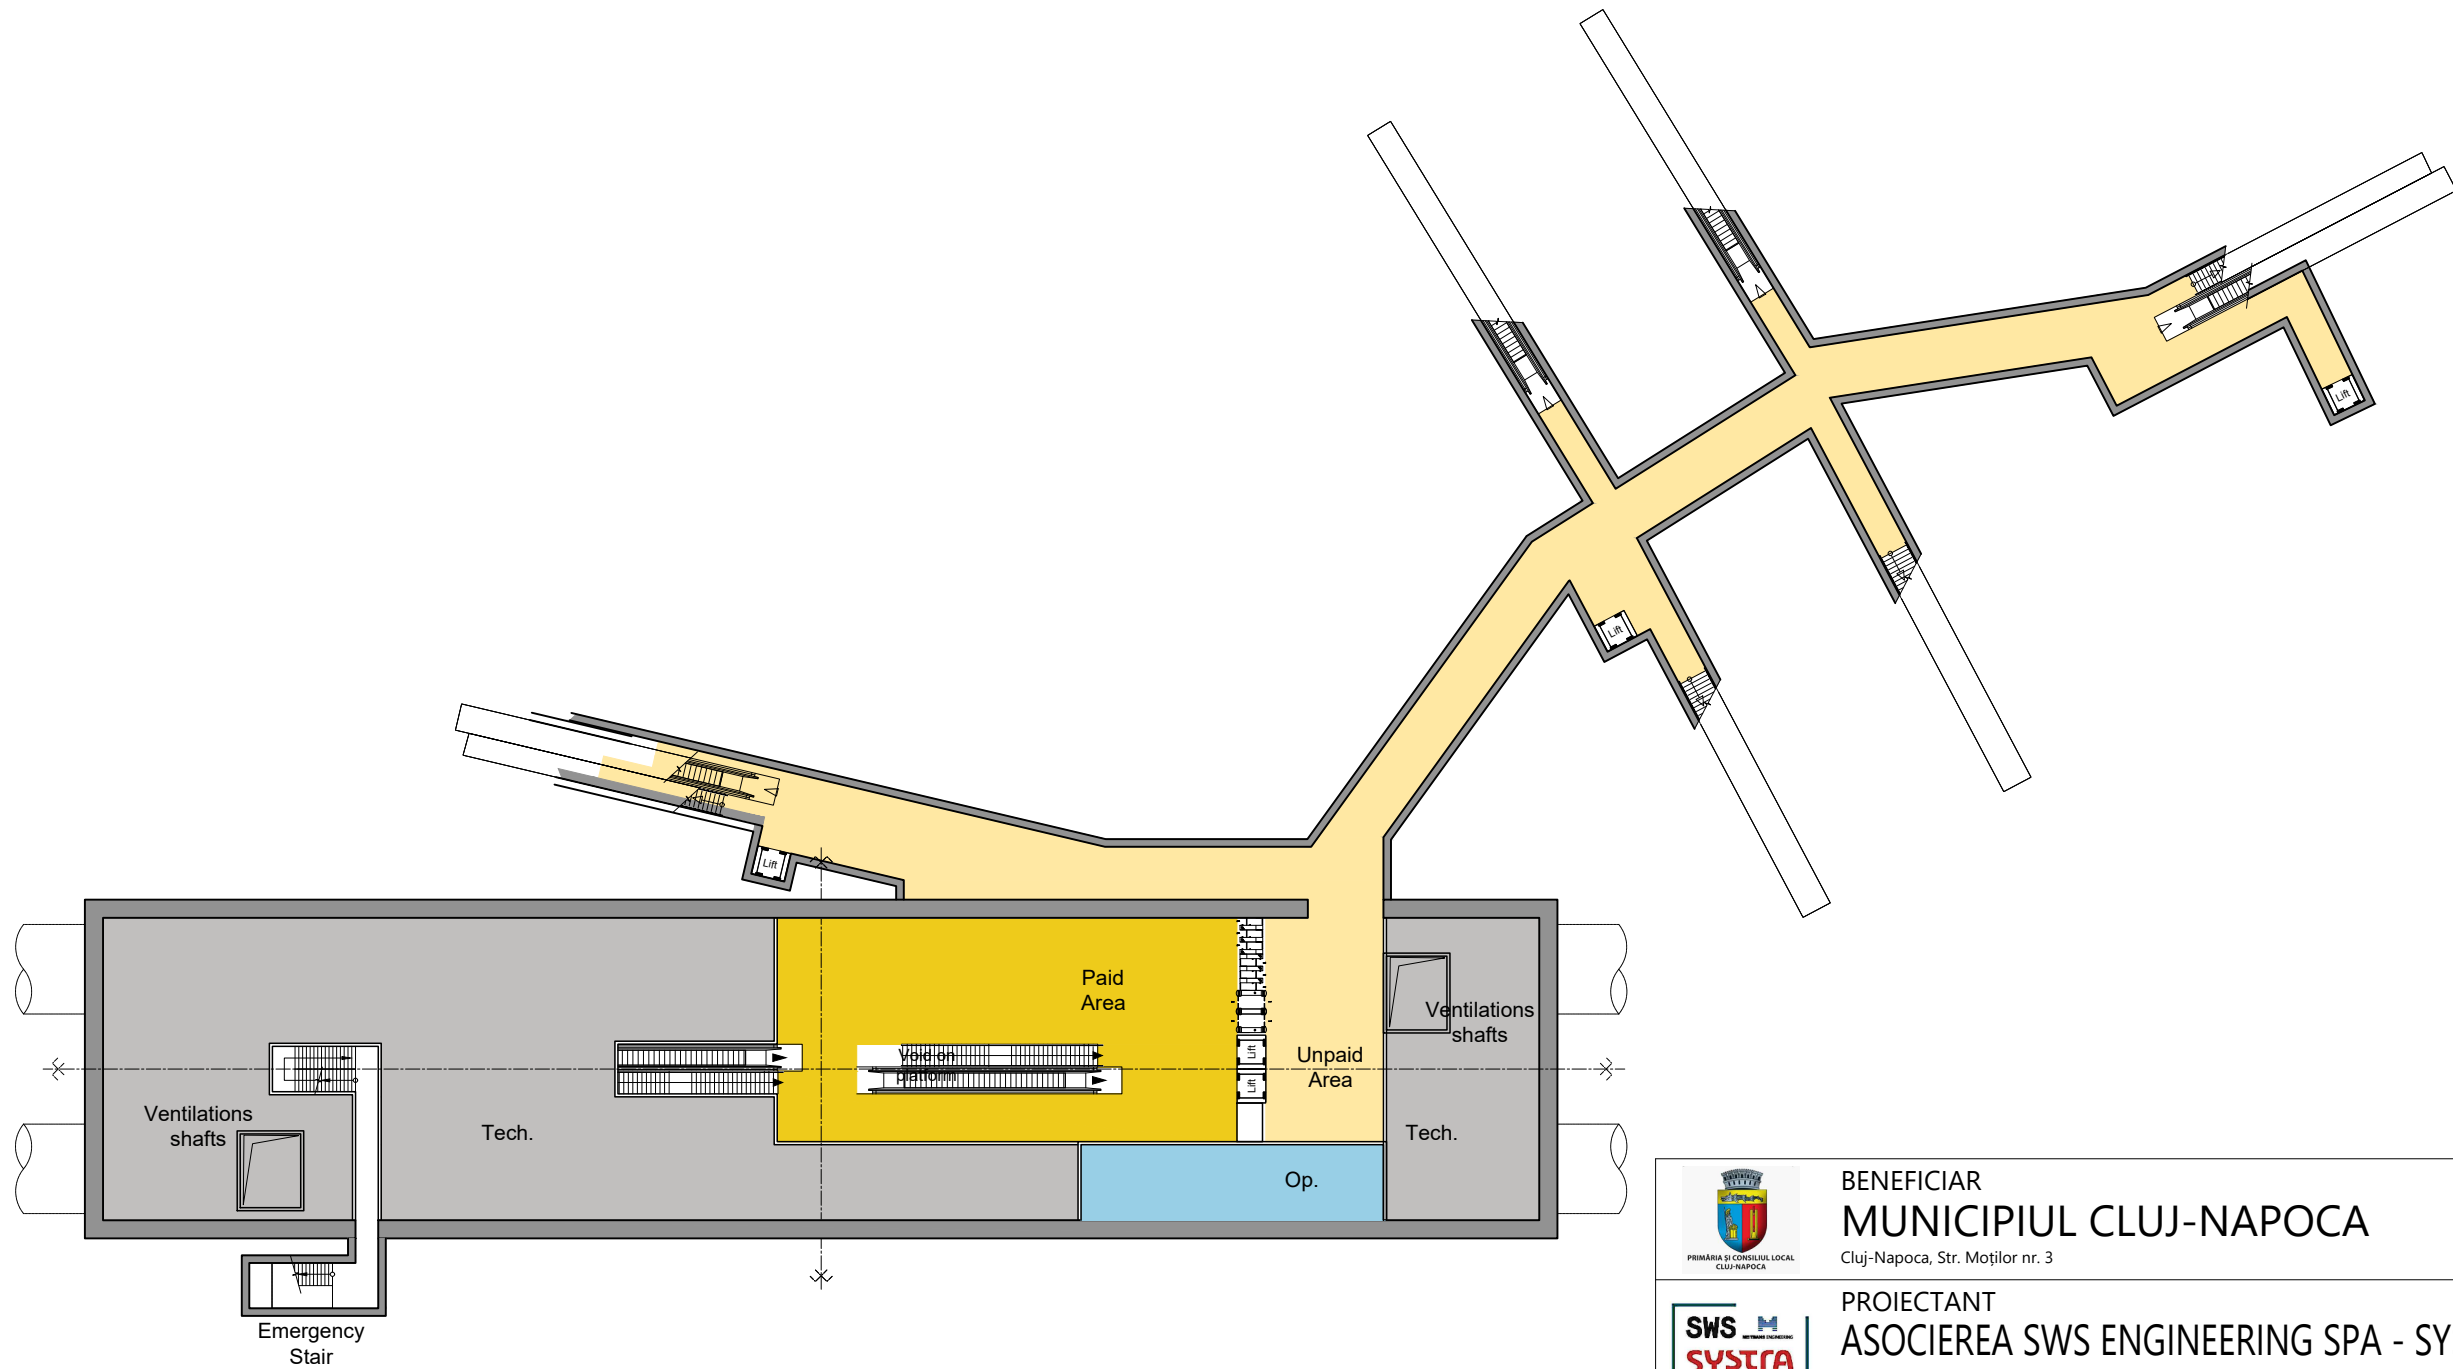 Lift
Lift
Lift
Paid
Area
Ventilations
shafts
Void on
platform
Lift
Unpaid
Area
Lift
Ventilations
shafts
Tech.
Tech.
Op.
Emergency
Stair
BENEFICIAR
MUNICIPIUL CLUJ-NAPOCA
Cluj-Napoca, Str. Moților nr. 3
PRIMĂRIA ȘI CONSILIUL LOCAL
CLUJ-NAPOCA
PROIECTANT
ASOCIEREA SWS ENGINEERING SPA - SY
SWS
METRANS ENGINEERING
SYSTRA